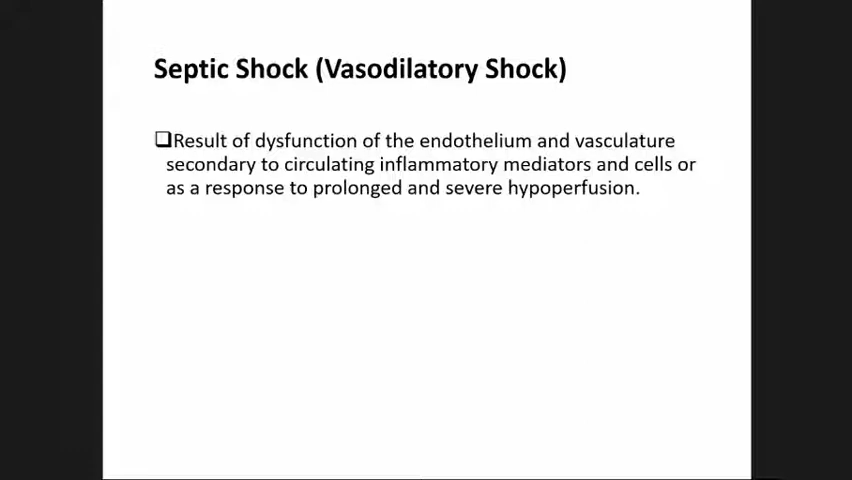 Septic Shock (Vasodilatory Shock)
❑Result of dysfunction of the endothelium and vasculature
secondary to circulating inflammatory mediators and cells or
as a response to prolonged and severe hypoperfusion.